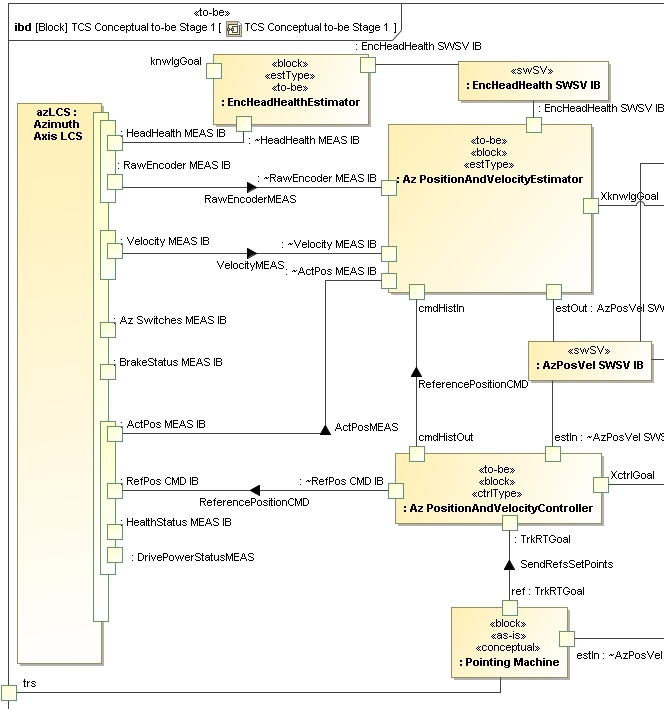 «to-be»
ibd [Block] TCS Conceptual to-be Stage 1 [ TCS Conceptual to-be Stage 1 ]
: EncHeadHealth SWSV IB
knwlgGoal
«block»
«estType»
«to-be»
: EncHeadHealthEstimator
«swSV»
: EncHeadHealth SWSV IB
: EncHeadHealth SWSV IB
azLCS :
Azimuth
Axis LCS
: HeadHealth MEAS IB
: ~HeadHealth MEAS IB
«to-be»
«block»
«estType»
: Az PositionAndVelocityEstimator
: RawEncoder MEAS IB
: ~RawEncoder MEAS IB
RawEncoderMEAS
XknwlgGoal
: Velocity MEAS IB
: ~Velocity MEAS IB
VelocityMEAS
: ~ActPos MEAS IB
cmdHistIn
estOut : AzPosVel SWS
: Az Switches MEAS IB
«swSV»
: AzPosVel SWSV IB
: BrakeStatus MEAS IB
ReferencePositionCMD
: ActPos MEAS IB
ActPosMEAS
cmdHistOut
estIn : ~AzPosVel SWS
: RefPos CMD IB
: ~RefPos CMD IB
ReferencePositionCMD
«to-be»
«block»
«ctrlType»
: Az PositionAndVelocityController
XctrlGoal
: HealthStatus MEAS IB
: DrivePowerStatusMEAS
: TrkRTGoal
SendRefsSetPoints
ref : TrkRTGoal
«block»
«as-is»
«conceptual»
: Pointing Machine
estIn : ~AzPosVel
trs